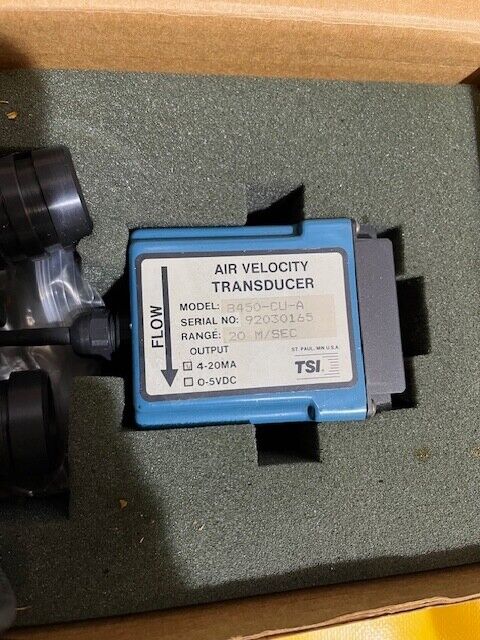 AIR VELOCITY
TRANSDUCER
MODEL: 8450-CU-A
SERIAL NO: 92030165
RANGE: 20 M/SEC
OUTPUT
4-20MA
0-5VDC
ST. PAUL, MN U.S.A.
TSI
FLOW